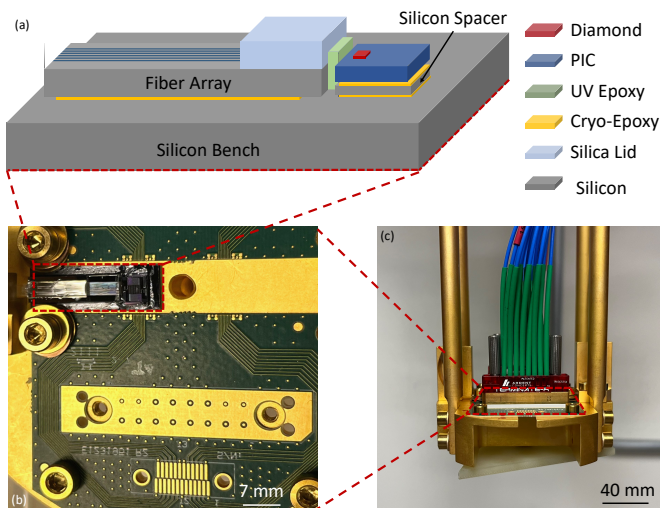 (a)
Silicon Spacer
Diamond
PIC
UV Epoxy
Cryo-Epoxy
Silica Lid
Silicon
Fiber Array
Silicon Bench
(b)
7 mm
(c)
40 mm